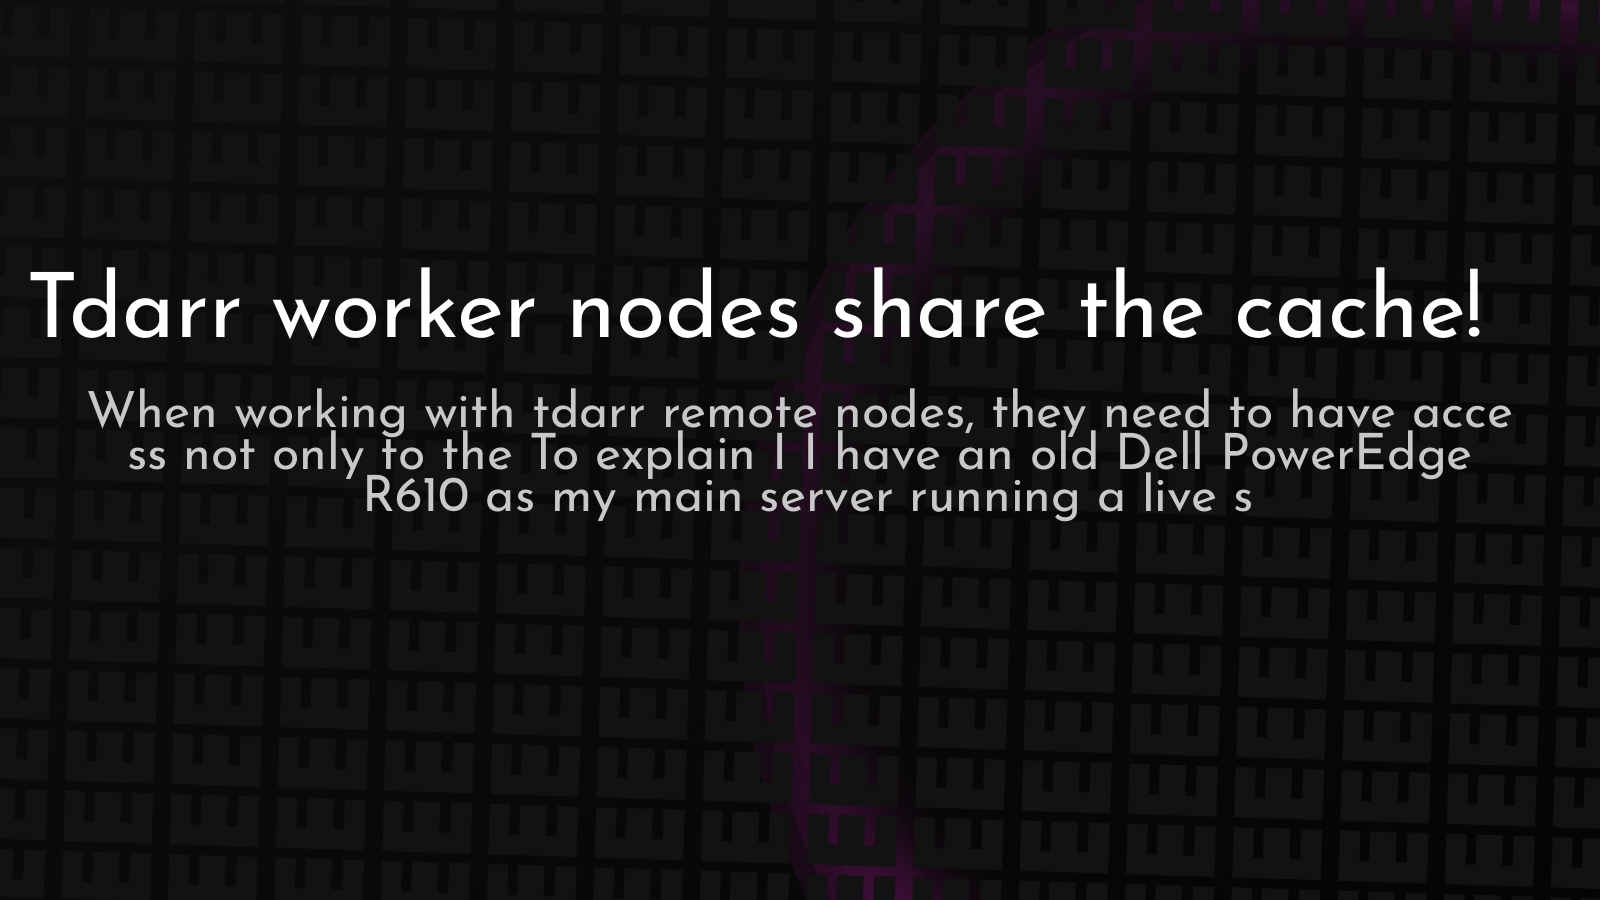 Tdarr worker nodes share the cache!
When working with tdarr remote nodes, they need to have acce
ss not only to the To explain I I have an old Dell PowerEdge
R610 as my main server running a live s